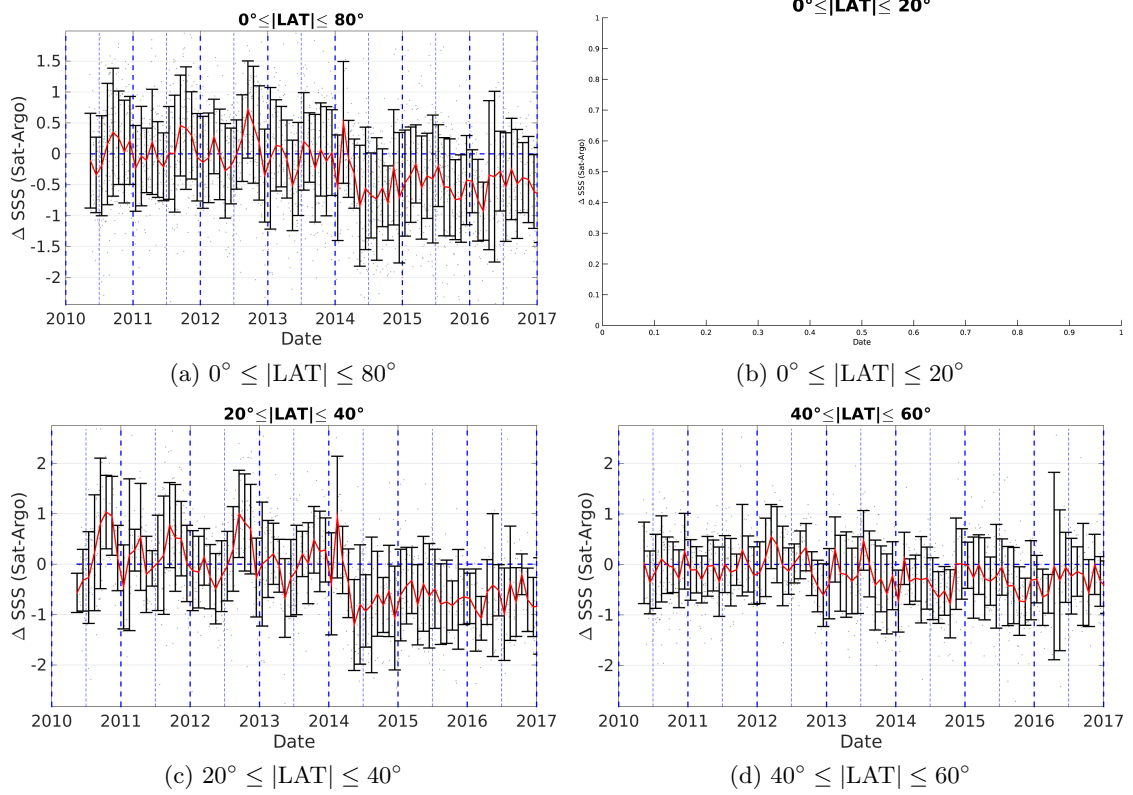 0°≤|LAT|≤ 80°
Δ SSS (Sat-Argo)
1.5
1
0.5
0
-0.5
-1
-1.5
-2
2010 2011 2012 2013 2014 2015 2016 2017
Date
(a) 0° ≤ |LAT| ≤ 80°
0°≤|LAT|≤ 20°
Δ SSS (Sat-Argo)
1
0.9
0.8
0.7
0.6
0.5
0.4
0.3
0.2
0.1
0
0 0.1 0.2 0.3 0.4 0.5 0.6 0.7 0.8 0.9 1
Date
(b) 0° ≤ |LAT| ≤ 20°
20°≤|LAT|≤ 40°
Δ SSS (Sat-Argo)
2
1
0
-1
-2
2010 2011 2012 2013 2014 2015 2016 2017
Date
(c) 20° ≤ |LAT| ≤ 40°
40°≤|LAT|≤ 60°
Δ SSS (Sat-Argo)
2
1
0
-1
-2
2010 2011 2012 2013 2014 2015 2016 2017
Date
(d) 40° ≤ |LAT| ≤ 60°